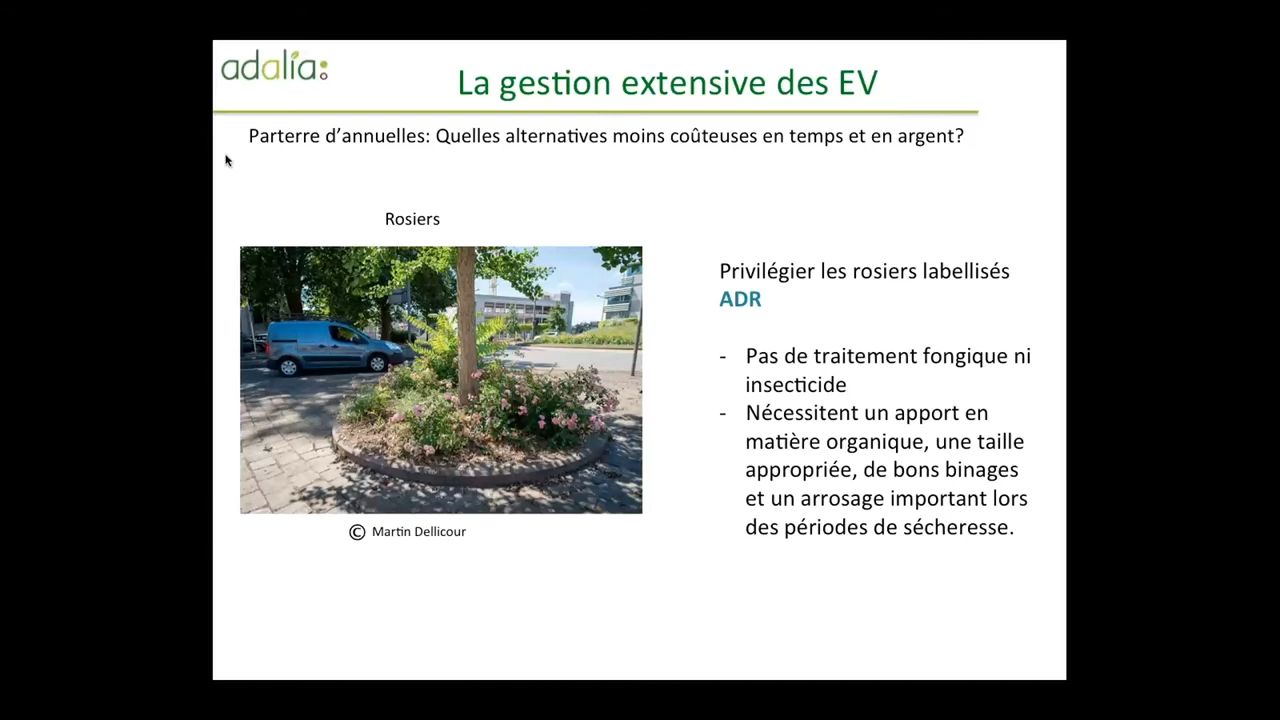 adalia
La gestion extensive des EV
Parterre d'annuelles: Quelles alternatives moins coûteuses en temps et en argent?
Rosiers
Privilégier les rosiers labellisés
ADR
- Pas de traitement fongique ni
insecticide
- Nécessitent un apport en
matière organique, une taille
appropriée, de bons binages
et un arrosage important lors
des périodes de sécheresse.
© Martin Dellicour